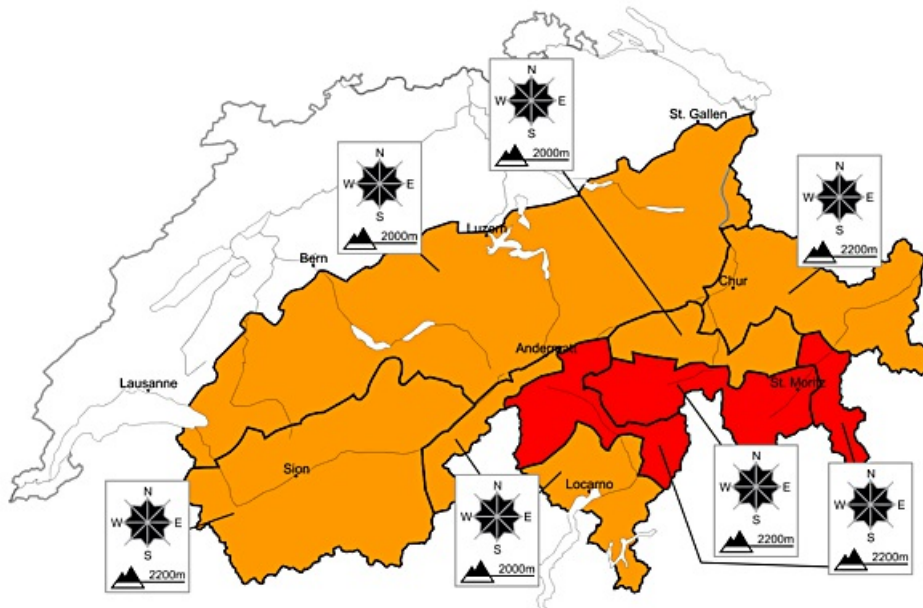 N
W E
S
2000m
St. Gallen
N
W E
S
2000m
N
W E
S
2200m
Luzern
Bern
Chur
Andermatt
Lausanne
St. Moritz
Sion
Locarno
N
W E
S
2200m
N
W E
S
2200m
N
W E
S
2000m
N
W E
S
2200m